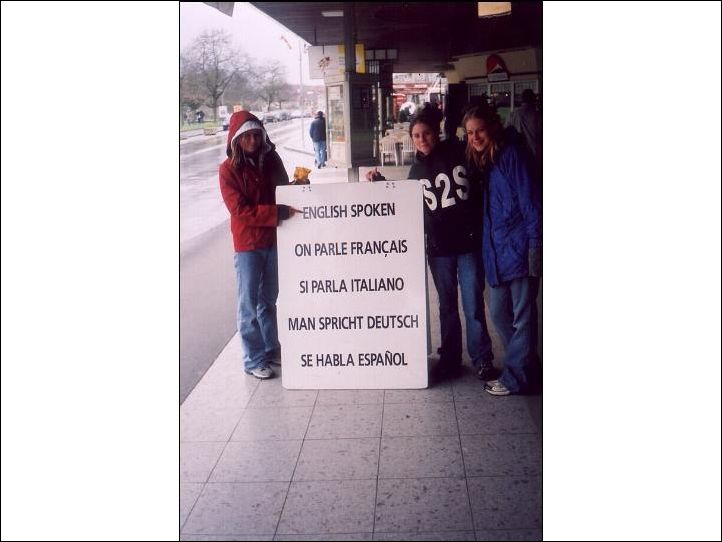 ENGLISH SPOKEN
ON PARLE FRANÇAIS
SI PARLA ITALIANO
MAN SPRICHT DEUTSCH
SE HABLA ESPAÑOL
S2S